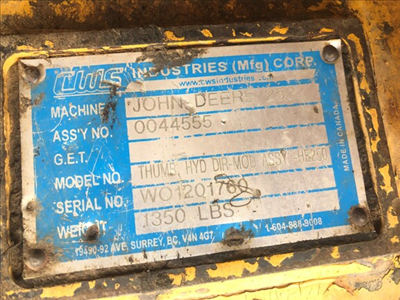 CWS INDUSTRIES (Mfg) CORP.
www.cwsindustries.com
MACHINE JOHN DEERE
ASS'Y NO. 0044555
G.E.T.
MODEL NO. THUMB, HYD DIR-MOD ASSY
SERIAL NO. WO1201760
WEIGHT 1350 LBS
19490-92 AVE, SURREY, BC, V4N 4G7
1-604-888-9008
MADE IN CANADA